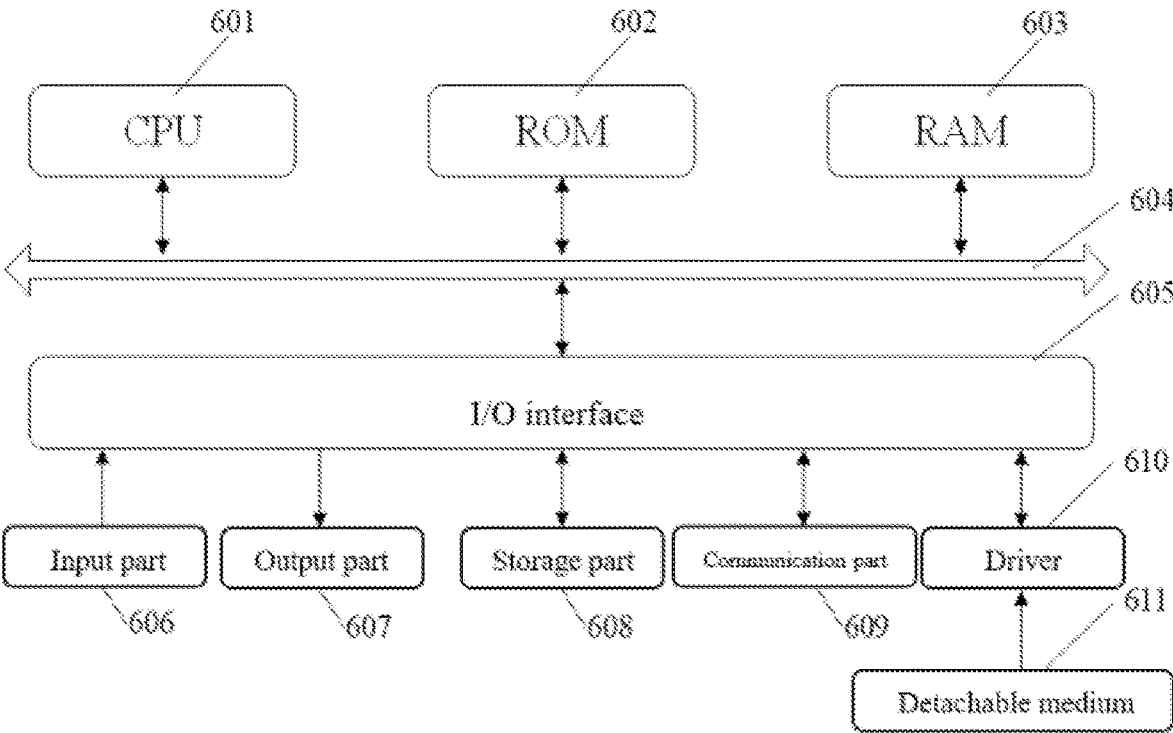 601
602
603
CPU
ROM
RAM
604
605
I/O interface
610
Input part
Output part
Storage part
Communication part
Driver
606
607
608
609
611
Detachable medium